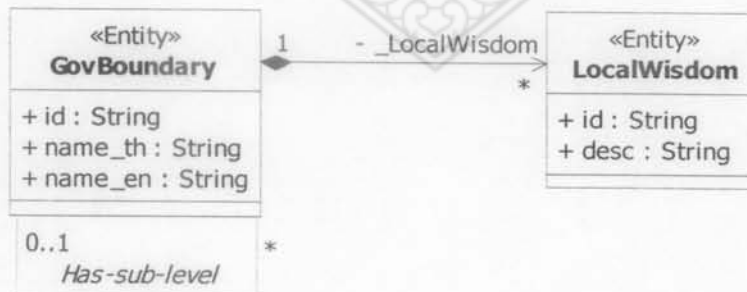 «Entity»
GovBoundary
+ id : String
+ name_th : String
+ name_en : String
1
- _LocalWisdom
*
«Entity»
LocalWisdom
+ id : String
+ desc : String
0..1
*
Has-sub-level